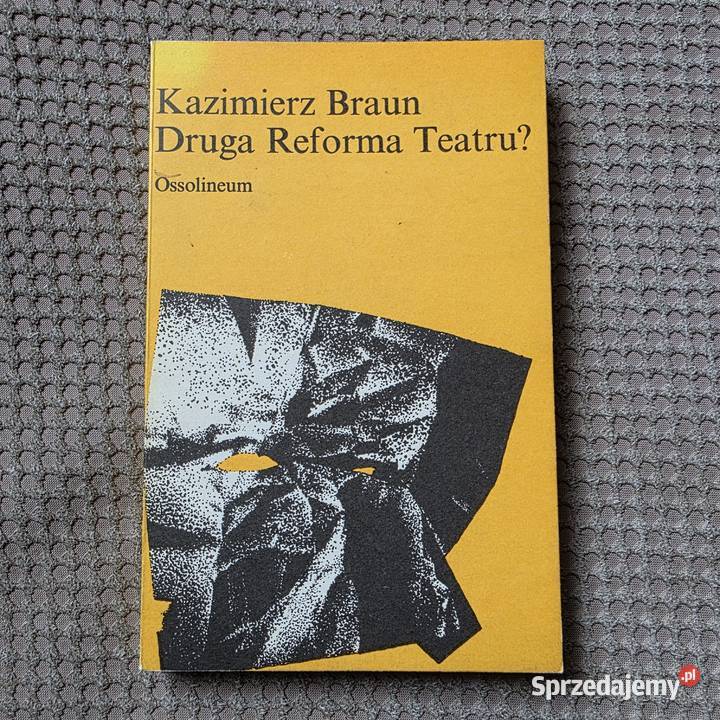 Kazimierz Braun
Druga Reforma Teatru?
Ossolineum
Sprzedajemy.pl